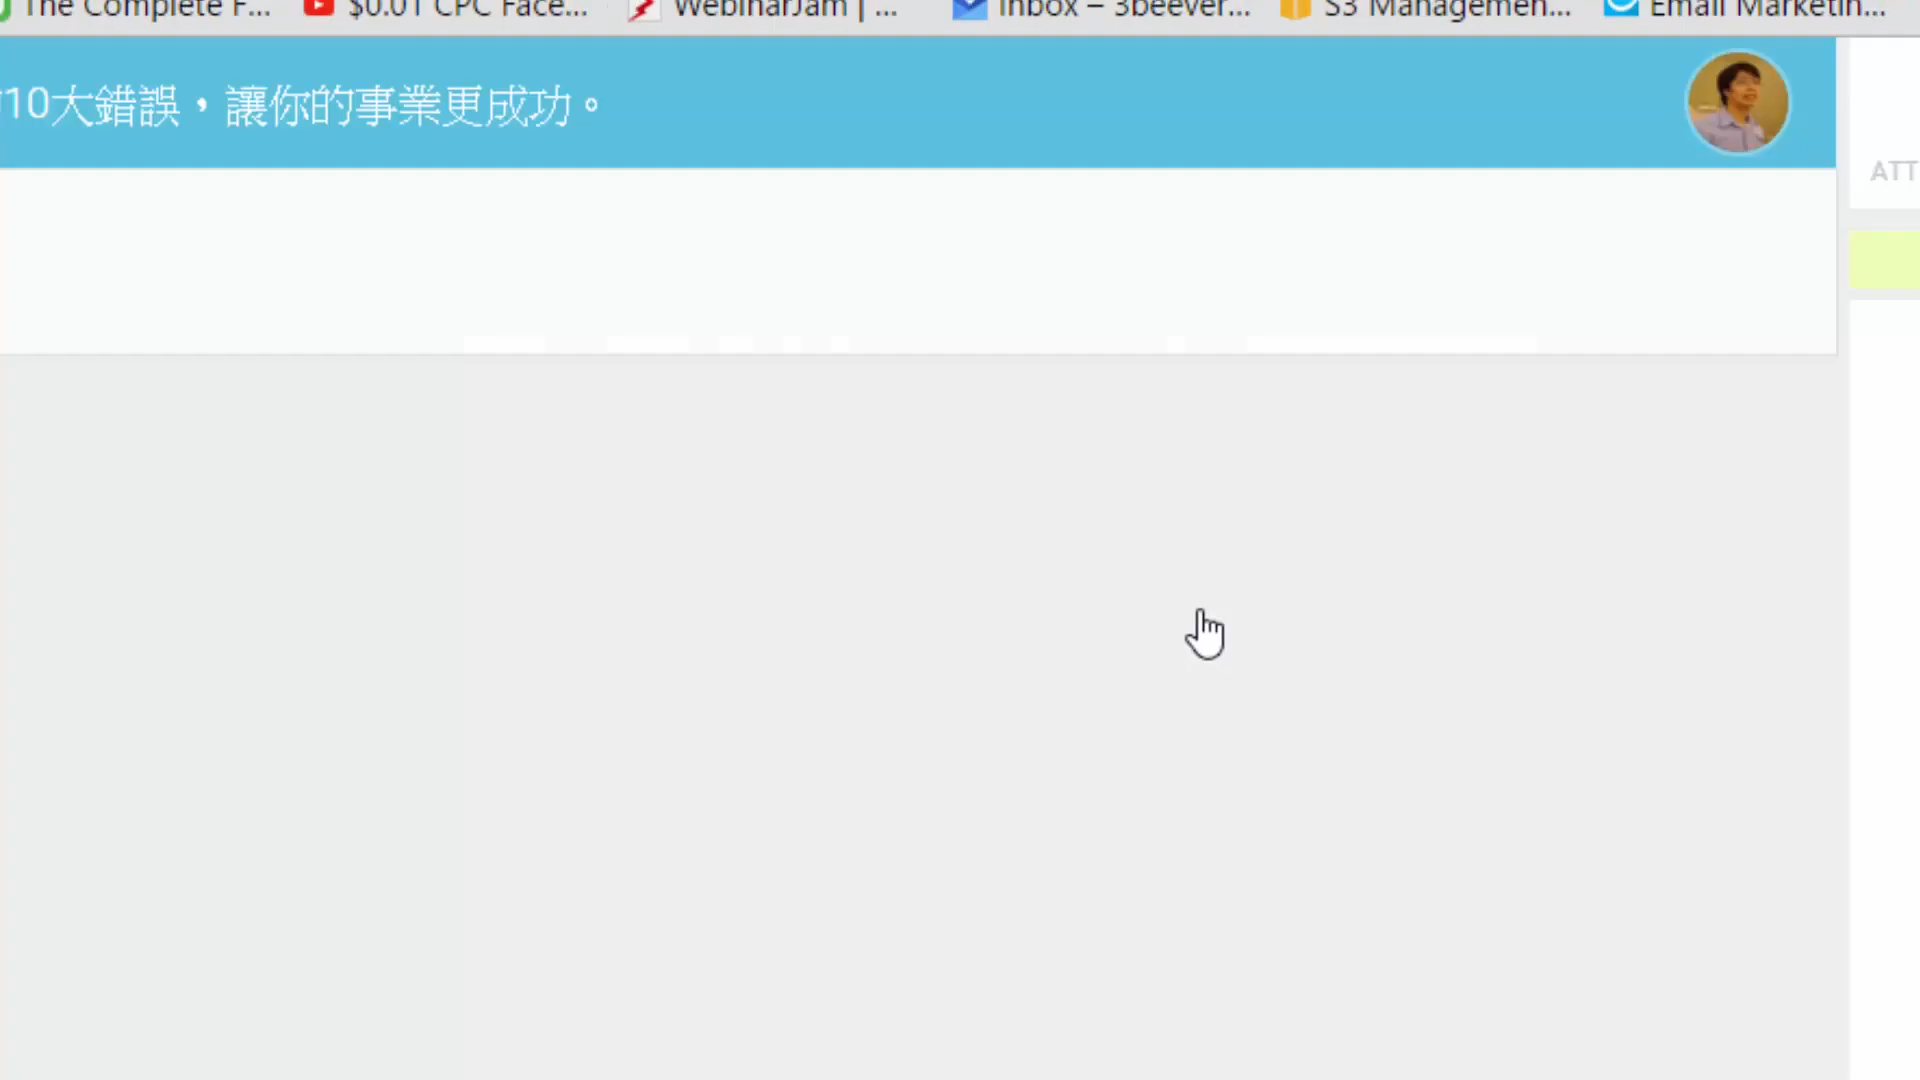 The Complete F... $0.01 CPC Face... WebinarJam | ... Inbox – 3beever... S3 Managemen... Email Marketin...
10大錯誤，讓你的事業更成功。
ATT